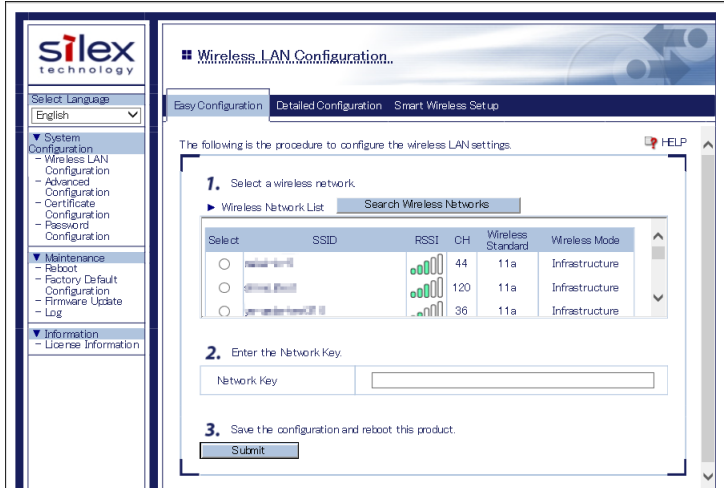 silex
technology
Select Language
English
▼ System
Configuration
- Wireless LAN
Configuration
- Advanced
Configuration
- Certificate
Configuration
- Password
Configuration
▼ Maintenance
- Reboot
- Factory Default
Configuration
- Firmware Update
- Log
▼ Information
- License Information
Wireless LAN Configuration
Easy Configuration Detailed Configuration Smart Wireless Setup
The following is the procedure to configure the wireless LAN settings.
HELP
1. Select a wireless network.
► Wireless Network List Search Wireless Networks
Select SSID RSSI CH Wireless Standard Wireless Mode
44 11a Infrastructure
120 11a Infrastructure
36 11a Infrastructure
2. Enter the Network Key.
Network Key
3. Save the configuration and reboot this product.
Submit